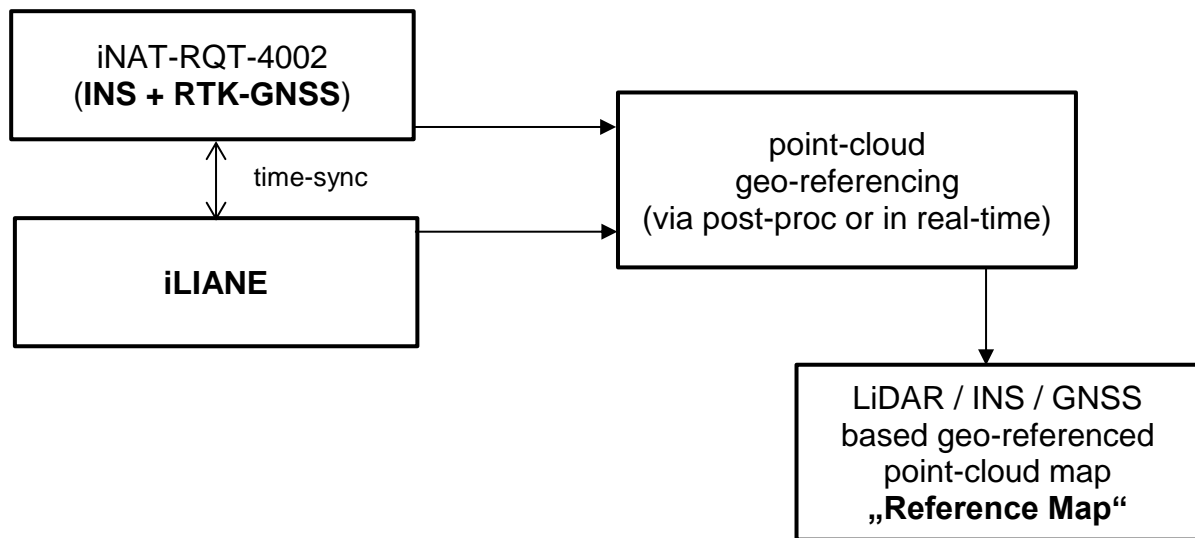 iNAT-RQT-4002
(INS + RTK-GNSS)
time-sync
iLIANE
point-cloud
geo-referencing
(via post-proc or in real-time)
LiDAR / INS / GNSS
based geo-referenced
point-cloud map
„Reference Map“